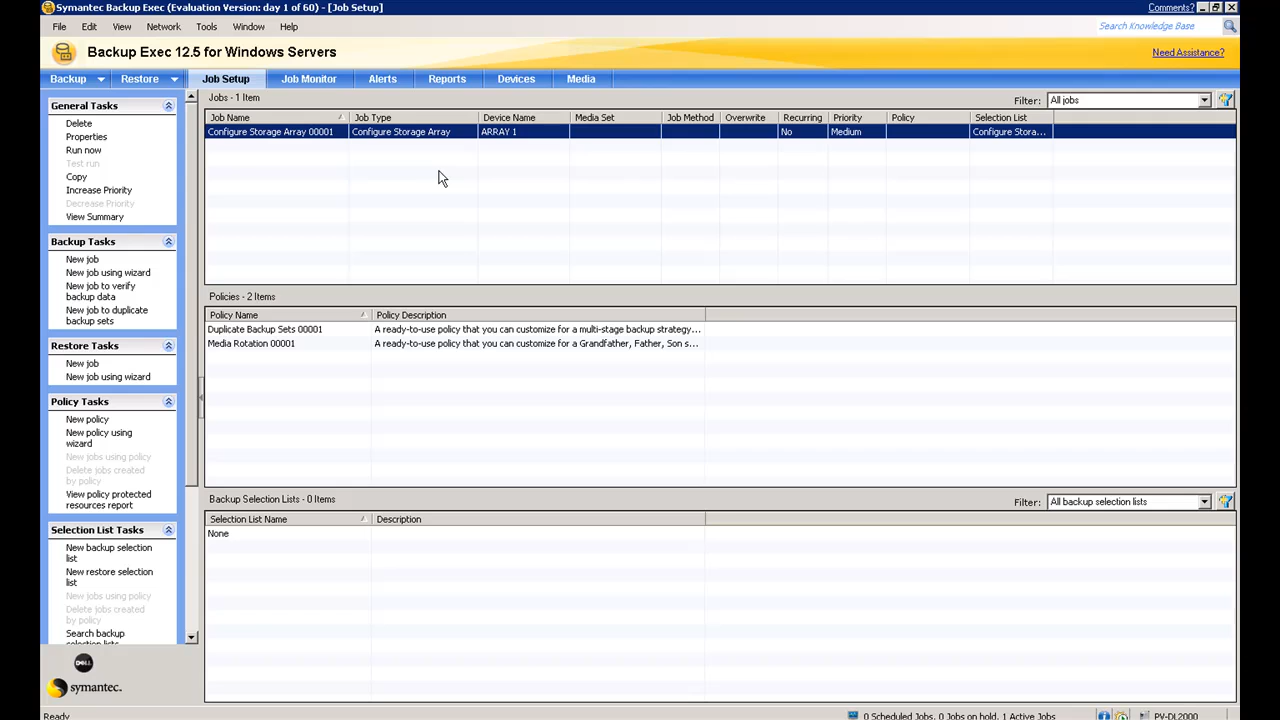 Symantec Backup Exec (Evaluation Version: day 1 of 60) - [Job Setup]
Comments?
File Edit View Network Tools Window Help
Search Knowledge Base
Backup Exec 12.5 for Windows Servers
Need Assistance?
Backup Restore Job Setup Job Monitor Alerts Reports Devices Media
General Tasks
Delete
Properties
Run now
Test run
Copy
Increase Priority
Decrease Priority
View Summary
Backup Tasks
New job
New job using wizard
New job to verify
backup data
New job to duplicate
backup sets
Restore Tasks
New job
New job using wizard
Policy Tasks
New policy
New policy using
wizard
New jobs using policy
Delete jobs created
by policy
View policy protected
resources report
Selection List Tasks
New backup selection
list
New restore selection
list
New jobs using policy
Delete jobs created
by policy
Search backup
selection lists
DELL
symantec.
Jobs - 1 Item
Filter: All jobs
Job Name Job Type Device Name Media Set Job Method Overwrite Recurring Priority Policy Selection List
Configure Storage Array 00001 Configure Storage Array ARRAY 1 No Medium Configure Stora...
Policies - 2 Items
Policy Name Policy Description
Duplicate Backup Sets 00001 A ready-to-use policy that you can customize for a multi-stage backup strategy...
Media Rotation 00001 A ready-to-use policy that you can customize for a Grandfather, Father, Son s...
Backup Selection Lists - 0 Items
Filter: All backup selection lists
Selection List Name Description
None
Ready
0 Scheduled Jobs, 0 Jobs on hold, 1 Active Jobs
PV-DL2000